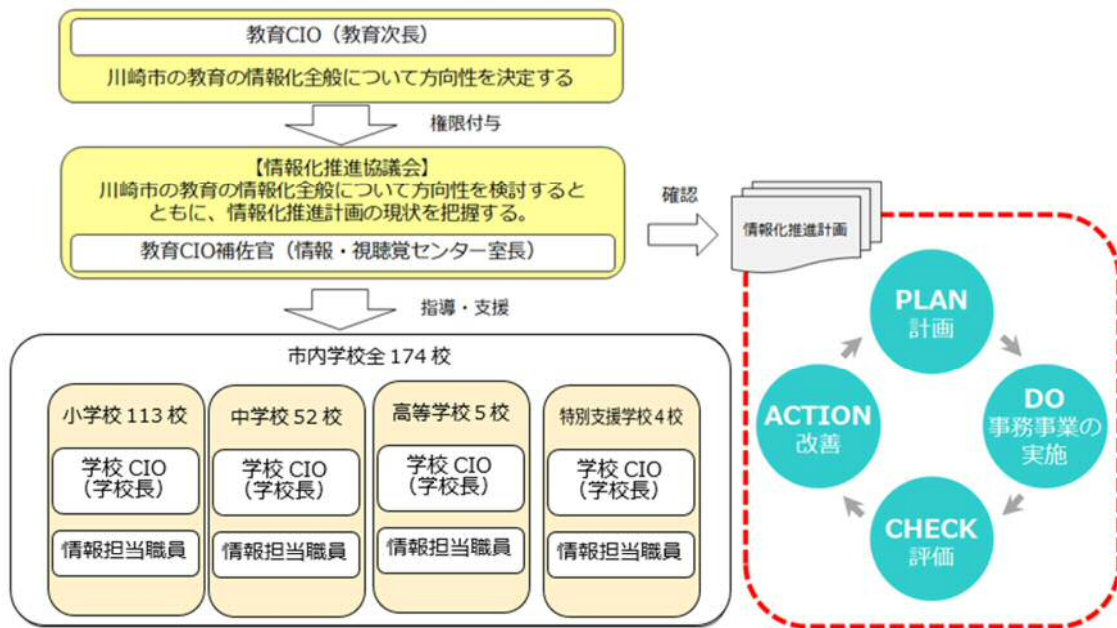 教育CIO（教育次長）
川崎市の教育の情報化全般について方向性を決定する
権限付与
【情報化推進協議会】
川崎市の教育の情報化全般について方向性を検討すると
ともに、情報化推進計画の現状を把握する。
教育CIO補佐官（情報・視聴覚センター室長）
確認
情報化推進計画
指導・支援
市内学校全 174 校
小学校 113 校
学校 CIO
（学校長）
情報担当職員
中学校 52 校
学校 CIO
（学校長）
情報担当職員
高等学校 5 校
学校 CIO
（学校長）
情報担当職員
特別支援学校 4 校
学校 CIO
（学校長）
情報担当職員
PLAN
計画
DO
事務事業の
実施
CHECK
評価
ACTION
改善